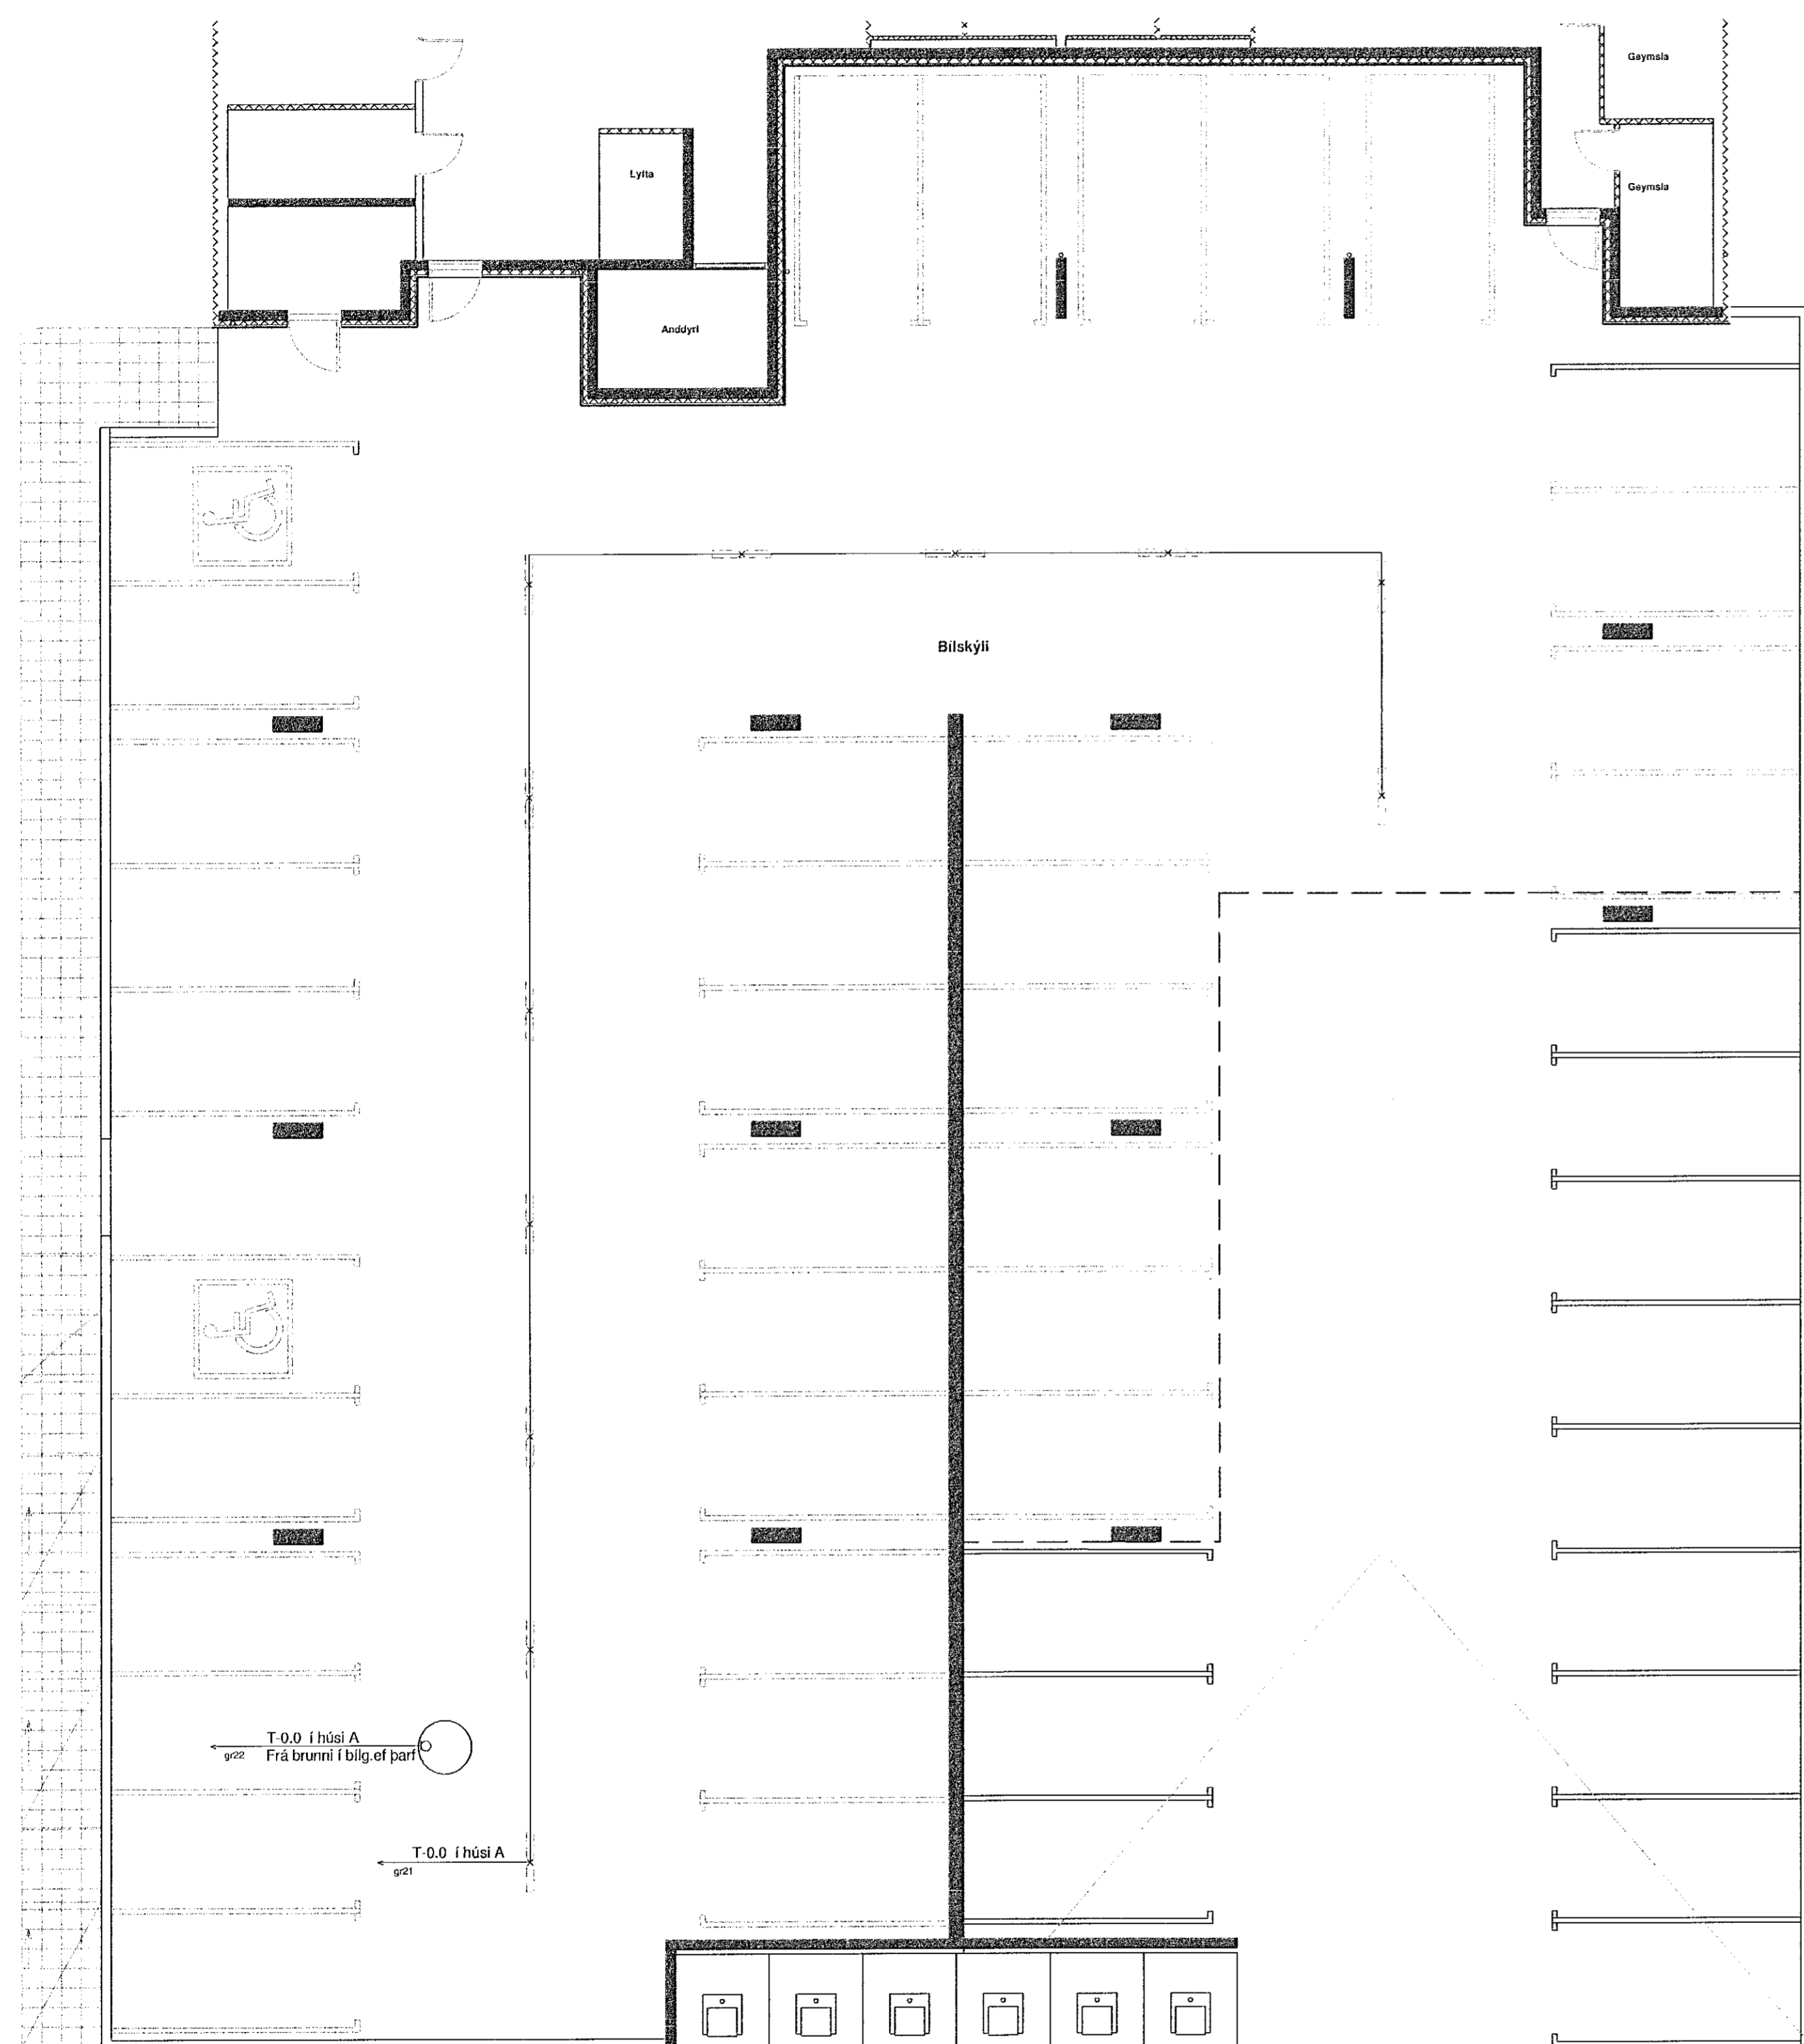 Geymsla
Lyfta
Geymsla
Anddyri
Bílskýli
T-0.0 í húsi A
gr22 Frá brunni í bílg.ef þarf
T-0.0 í húsi A
gr21